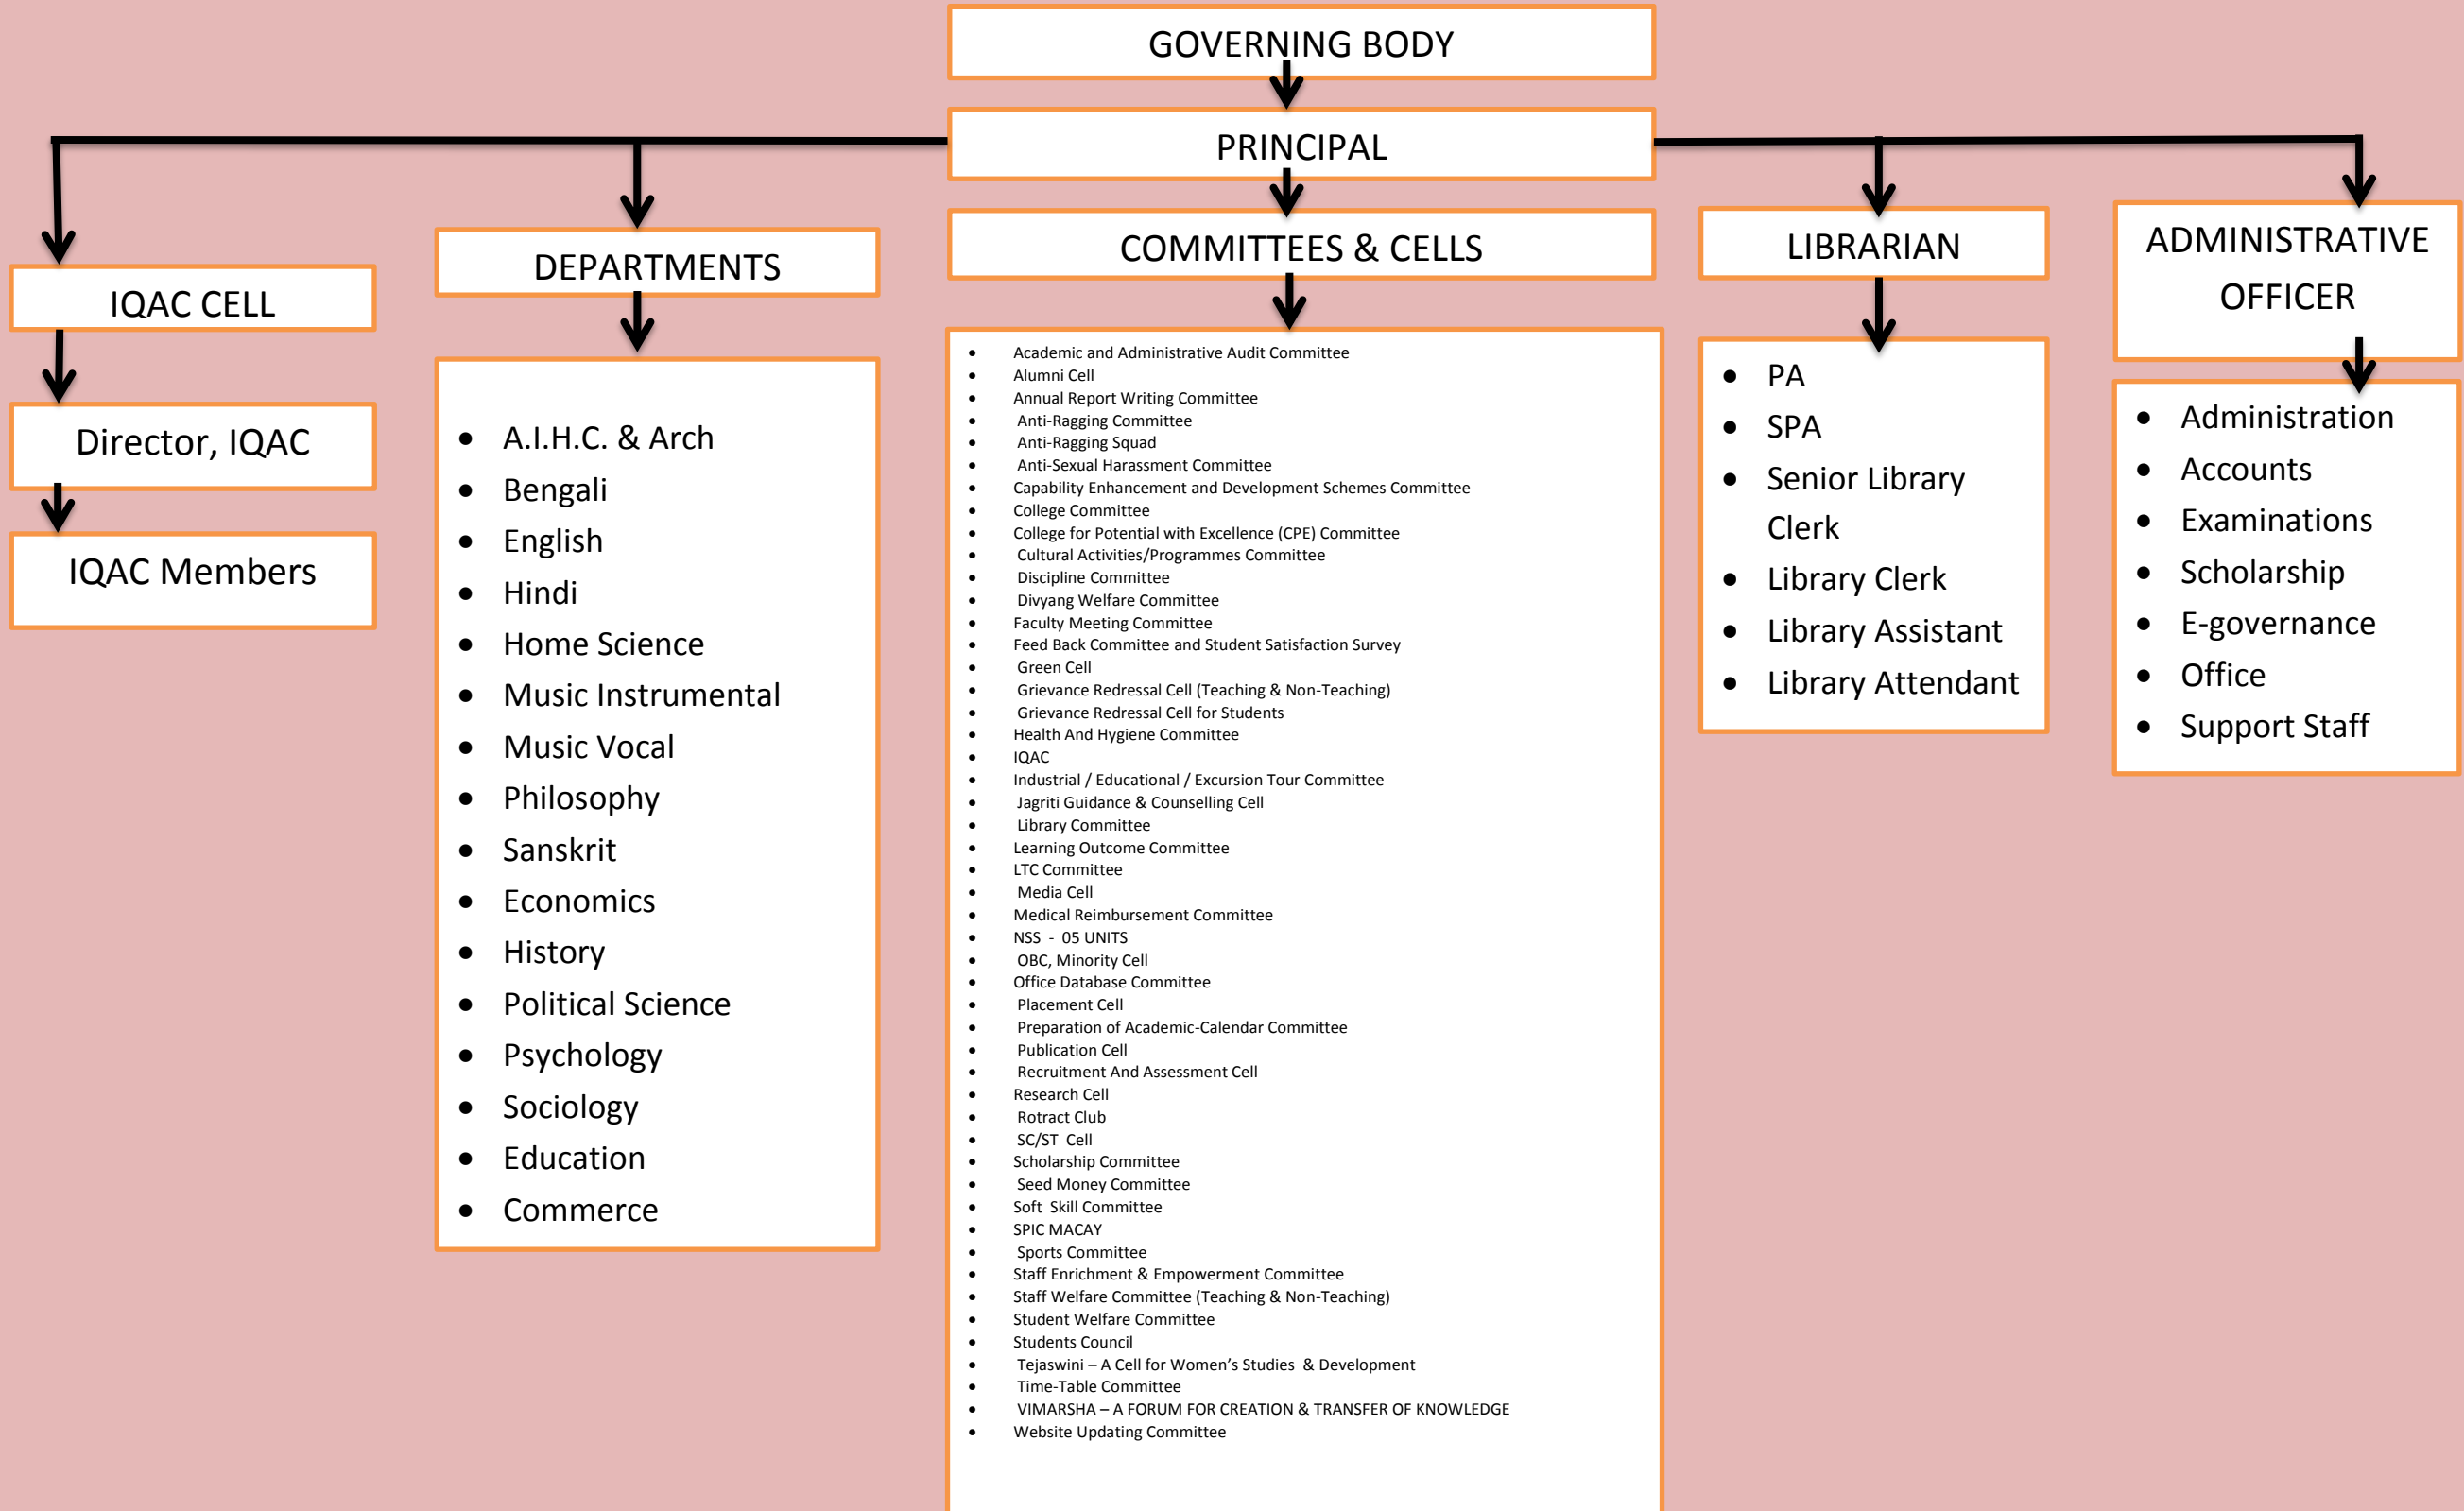 GOVERNING BODY
PRINCIPAL
IQAC CELL
Director, IQAC
IQAC Members
DEPARTMENTS
• A.I.H.C. & Arch
• Bengali
• English
• Hindi
• Home Science
• Music Instrumental
• Music Vocal
• Philosophy
• Sanskrit
• Economics
• History
• Political Science
• Psychology
• Sociology
• Education
• Commerce
COMMITTEES & CELLS
• Academic and Administrative Audit Committee
• Alumni Cell
• Annual Report Writing Committee
• Anti-Ragging Committee
• Anti-Ragging Squad
• Anti-Sexual Harassment Committee
• Capability Enhancement and Development Schemes Committee
• College Committee
• College for Potential with Excellence (CPE) Committee
• Cultural Activities/Programmes Committee
• Discipline Committee
• Divyang Welfare Committee
• Faculty Meeting Committee
• Feed Back Committee and Student Satisfaction Survey
• Green Cell
• Grievance Redressal Cell (Teaching & Non-Teaching)
• Grievance Redressal Cell for Students
• Health And Hygiene Committee
• IQAC
• Industrial / Educational / Excursion Tour Committee
• Jagriti Guidance & Counselling Cell
• Library Committee
• Learning Outcome Committee
• LTC Committee
• Media Cell
• Medical Reimbursement Committee
• NSS - 05 UNITS
• OBC, Minority Cell
• Office Database Committee
• Placement Cell
• Preparation of Academic-Calendar Committee
• Publication Cell
• Recruitment And Assessment Cell
• Research Cell
• Rotract Club
• SC/ST Cell
• Scholarship Committee
• Seed Money Committee
• Soft Skill Committee
• SPIC MACAY
• Sports Committee
• Staff Enrichment & Empowerment Committee
• Staff Welfare Committee (Teaching & Non-Teaching)
• Student Welfare Committee
• Students Council
• Tejaswini – A Cell for Women’s Studies & Development
• Time-Table Committee
• VIMARSHA – A FORUM FOR CREATION & TRANSFER OF KNOWLEDGE
• Website Updating Committee
LIBRARIAN
• PA
• SPA
• Senior Library
Clerk
• Library Clerk
• Library Assistant
• Library Attendant
ADMINISTRATIVE
OFFICER
• Administration
• Accounts
• Examinations
• Scholarship
• E-governance
• Office
• Support Staff